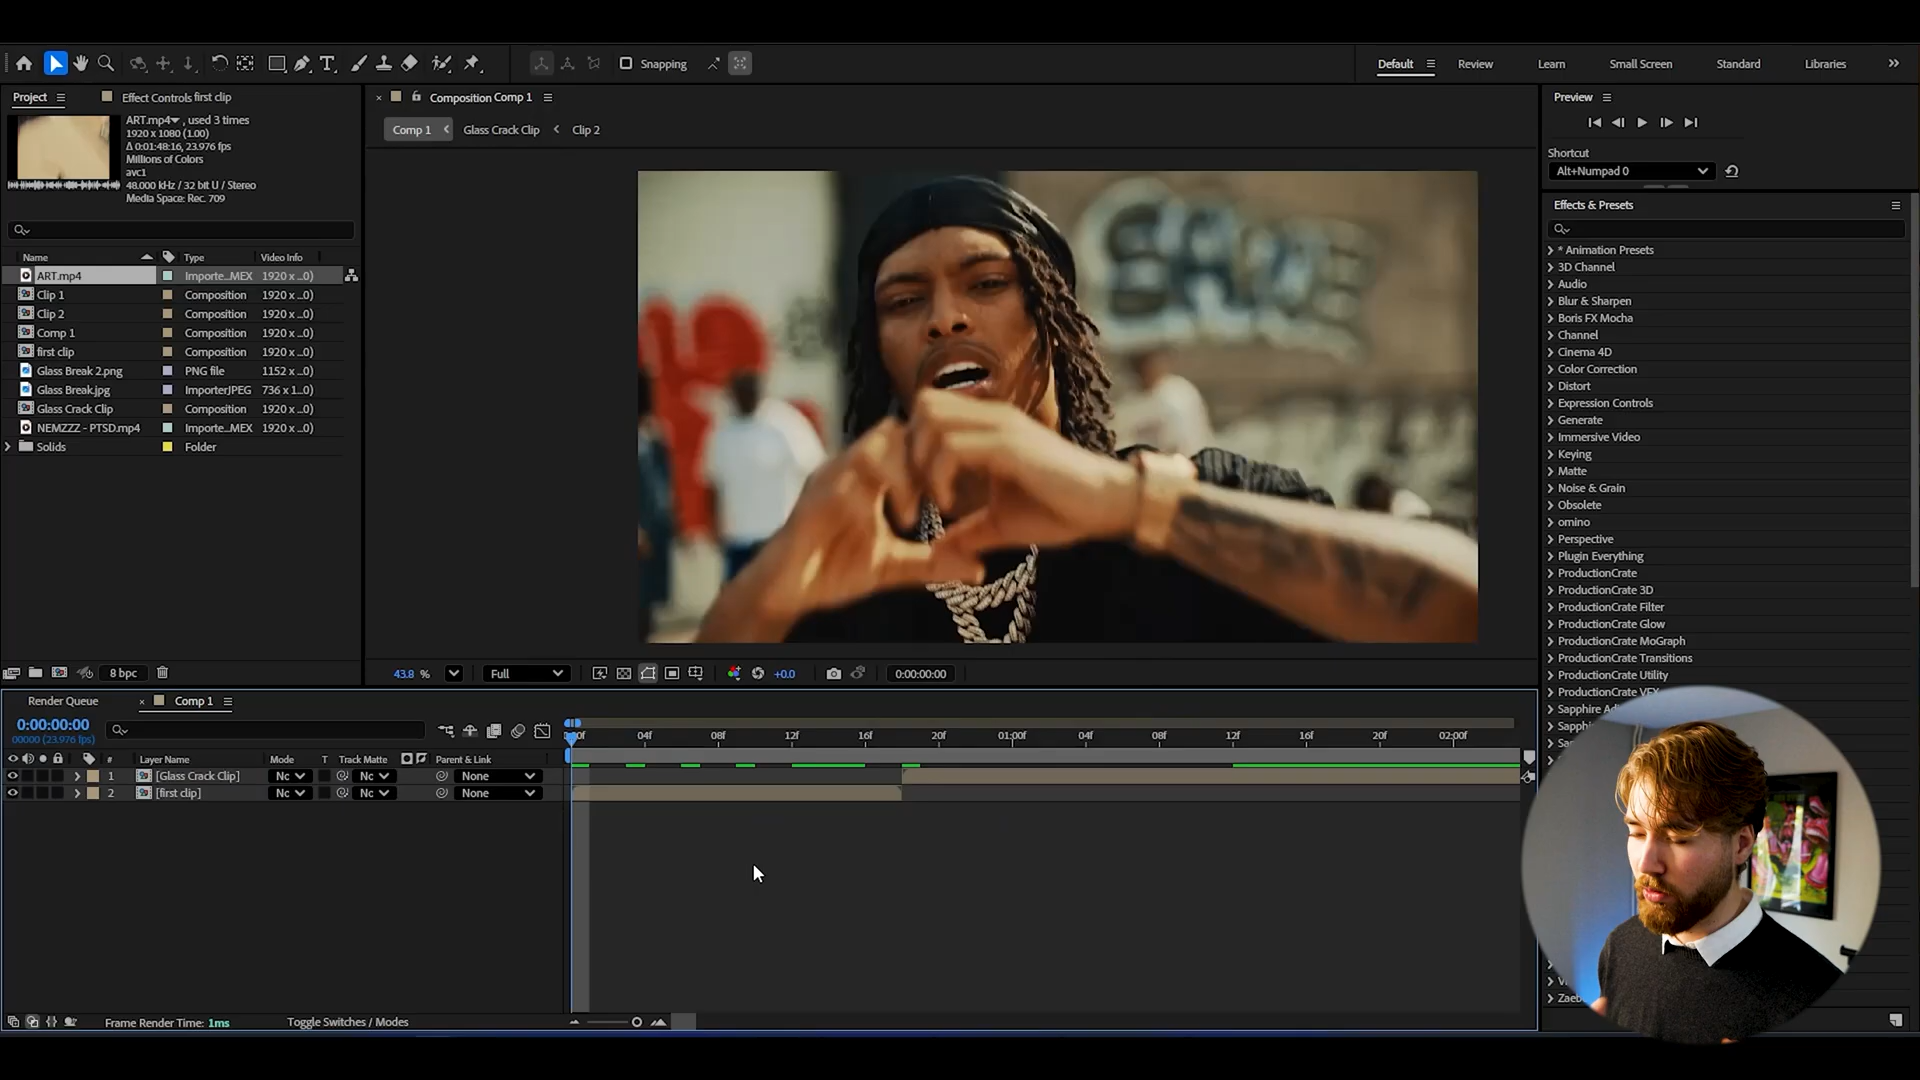 Snapping
Default
Review
Learn
Small Screen
Standard
Libraries
Project
Effect Controls first clip
ART.mp4
, used 3 times
1920 x 1080 (1.00)
Δ 0:01:48:16, 23.976 fps
Millions of Colors
avc1
48.000 kHz / 32 bit U / Stereo
Media Space: Rec. 709
Name
Type
Video Info
ART.mp4 Importe...MEX 1920 x ...0)
Clip 1 Composition 1920 x ...0)
Clip 2 Composition 1920 x ...0)
Comp 1 Composition 1920 x ...0)
first clip Composition 1920 x ...0)
Glass Break 2.png PNG file 1152 x ...0)
Glass Break.jpg ImporterJPEG 736 x 1...0)
Glass Crack Clip Composition 1920 x ...0)
NEMZZZ - PTSD.mp4 Importe...MEX 1920 x ...0)
Solids Folder
8 bpc
Composition Comp 1
Comp 1
Glass Crack Clip
Clip 2
43.8 %
Full
+0.0
0:00:00:00
Preview
Shortcut
Alt+Numpad 0
Effects & Presets
* Animation Presets
3D Channel
Audio
Blur & Sharpen
Boris FX Mocha
Channel
Cinema 4D
Color Correction
Distort
Expression Controls
Generate
Immersive Video
Keying
Matte
Noise & Grain
Obsolete
omino
Perspective
Plugin Everything
ProductionCrate
ProductionCrate 3D
ProductionCrate Filter
ProductionCrate Glow
ProductionCrate MoGraph
ProductionCrate Transitions
ProductionCrate Utility
ProductionCrate VFX
Sapphire Adj
Sapph
Sap
Zaeb
Render Queue
Comp 1
0:00:00:00
00000 (23.976 fps)
#
Layer Name
Mode
T
Track Matte
Parent & Link
1 [Glass Crack Clip] Nc Nc None
2 [first clip] Nc Nc None
04f 08f 12f 16f 20f 01:00f 04f 08f 12f 16f 20f 02:00f
Frame Render Time: 1ms
Toggle Switches / Modes